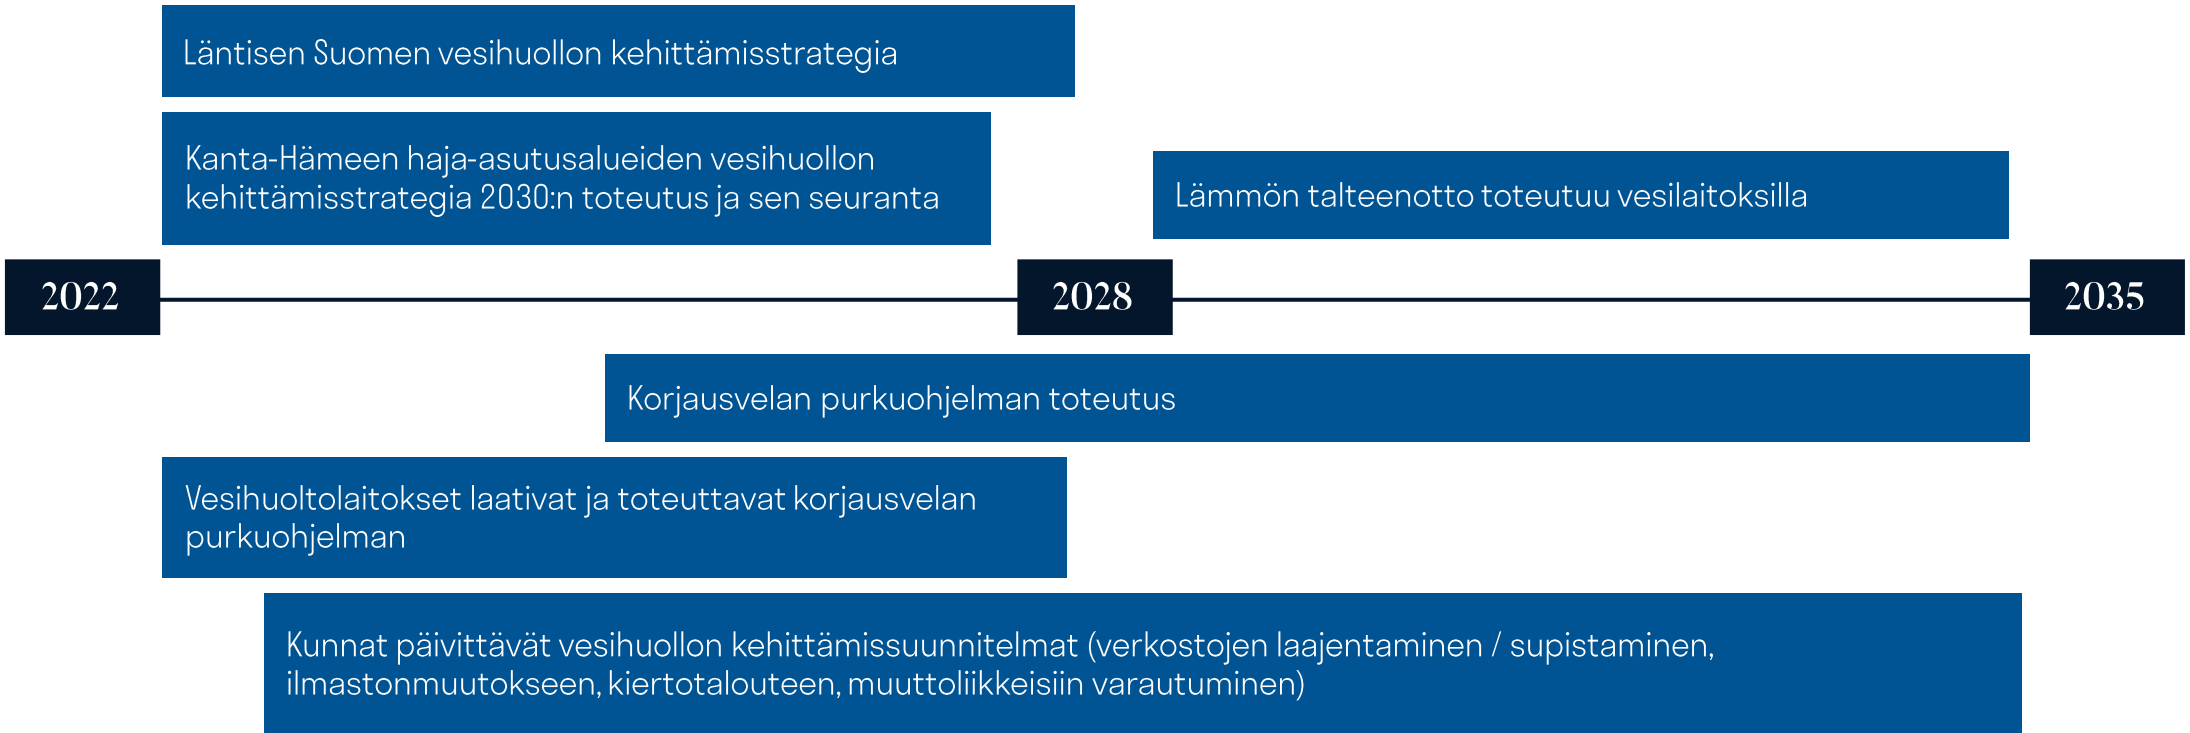 Läntisen Suomen vesihuollon kehittämisstrategia
Kanta-Hämeen haja-asutusalueiden vesihuollon
kehittämisstrategia 2030:n toteutus ja sen seuranta
Lämmön talteenotto toteutuu vesilaitoksilla
2022
2028
2035
Korjausvelan purkuohjelman toteutus
Vesihuoltolaitokset laativat ja toteuttavat korjausvelan
purkuohjelman
Kunnat päivittävät vesihuollon kehittämissuunnitelmat (verkostojen laajentaminen / supistaminen,
ilmastonmuutokseen, kiertotalouteen, muuttoliikkeisiin varautuminen)